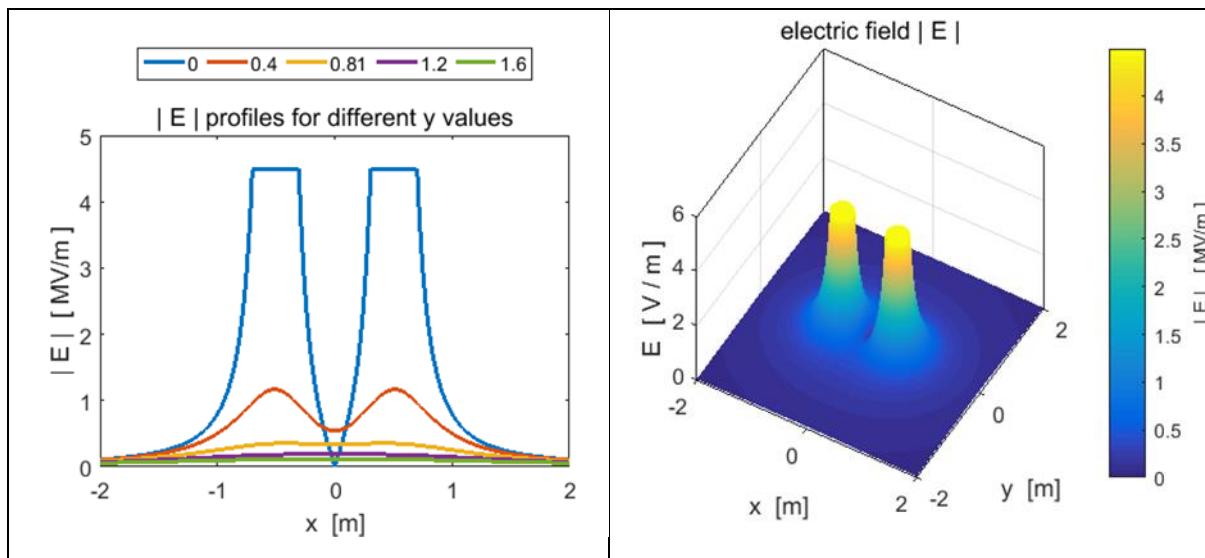 0 0.4 0.81 1.2 1.6
| E | profiles for different y values
5
4
3
2
1
0
| E | [ MV/m ]
-2 -1 0 1 2
x [m]
electric field | E |
6
4
2
0
E [ V / m ]
-2
0
2
x [m]
-2
0
2
y [m]
4
3.5
3
2.5
2
1.5
1
0.5
0
| E | [ MV/m ]